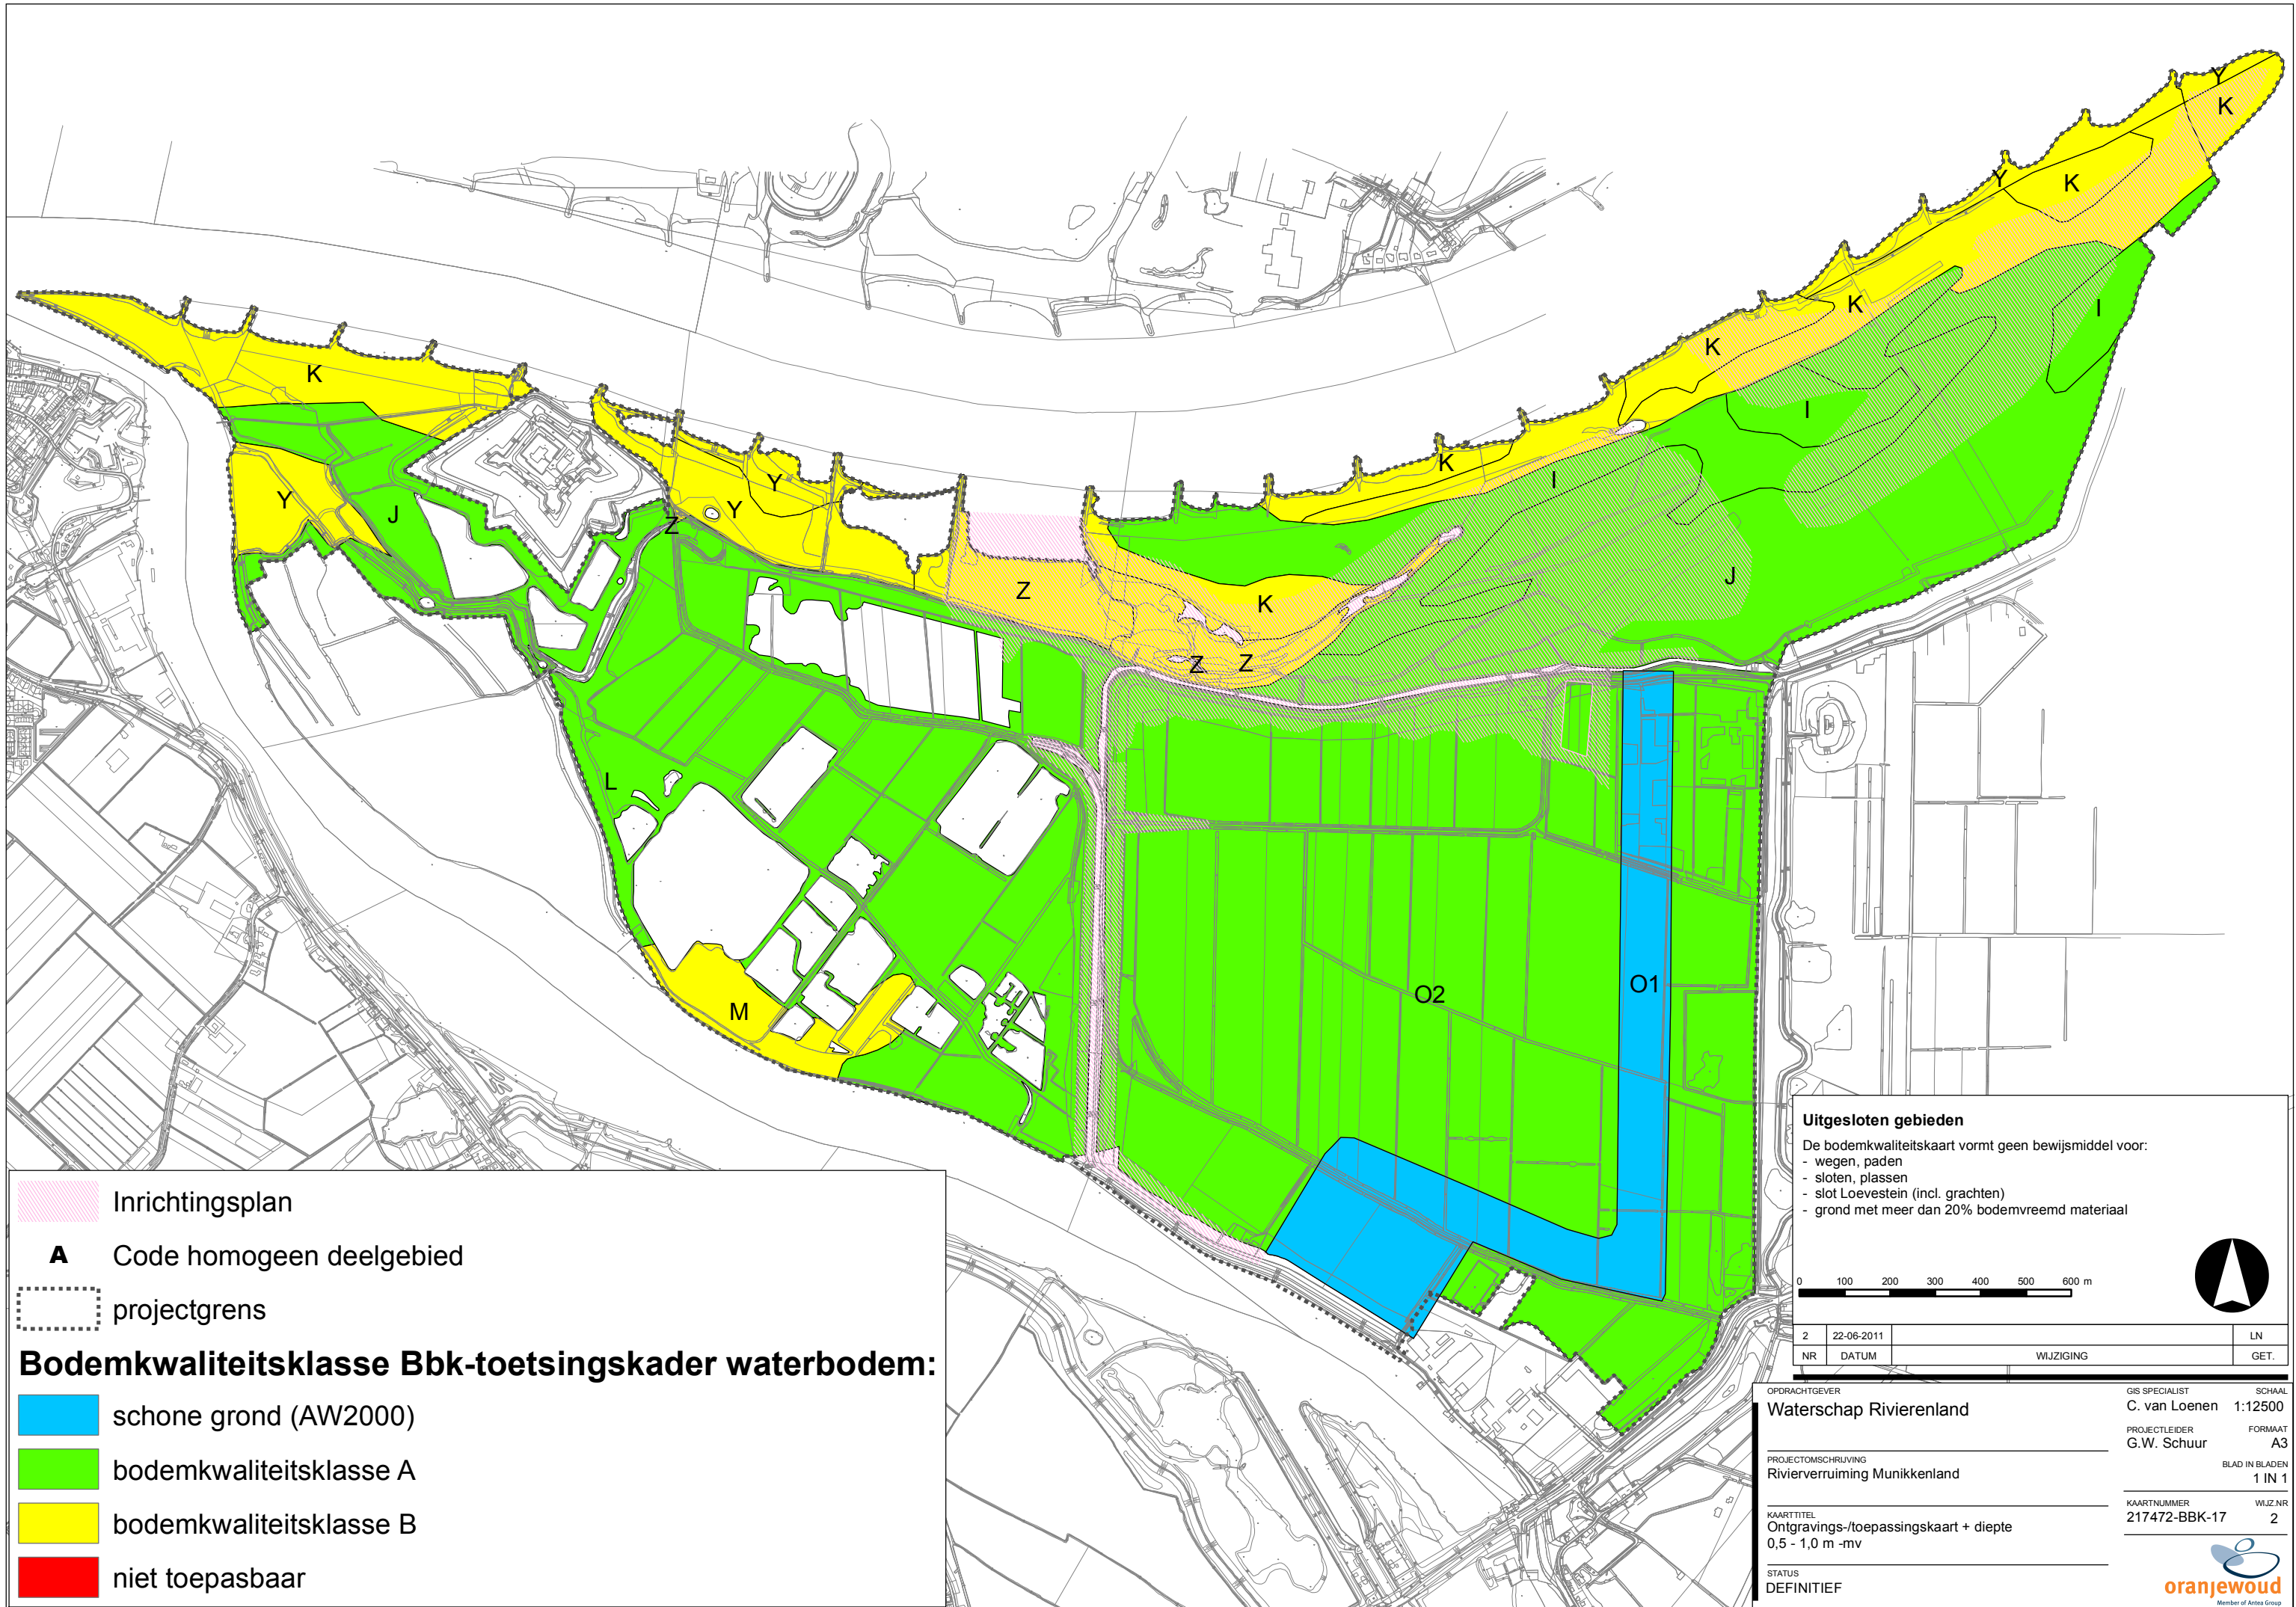 Y
K
K
Y
K
I
K
K
I
K
I
Y
Y
Y
J
Z
Z
K
J
Z
Z
L
O2
O1
M
Uitgesloten gebieden
De bodemkwaliteitskaart vormt geen bewijsmiddel voor:
- wegen, paden
- sloten, plassen
- slot Loevestein (incl. grachten)
- grond met meer dan 20% bodemvreemd materiaal
0 100 200 300 400 500 600 m
2 22-06-2011 LN
NR DATUM WIJZIGING GET.
Inrichtingsplan
A Code homogeen deelgebied
projectgrens
Bodemkwaliteitsklasse Bbk-toetsingskader waterbodem:
schone grond (AW2000)
bodemkwaliteitsklasse A
bodemkwaliteitsklasse B
niet toepasbaar
OPDRACHTGEVER
Waterschap Rivierenland
PROJECTOMSCHRIJVING
Rivierverruiming Munikkenland
KAARTTITEL
Ontgravings-/toepassingskaart + diepte
0,5 - 1,0 m -mv
STATUS
DEFINITIEF
GIS SPECIALIST SCHAAL
C. van Loenen 1:12500
PROJECTLEIDER FORMAAT
G.W. Schuur A3
BLAD IN BLADEN
1 IN 1
KAARTNUMMER WIJZ.NR
217472-BBK-17 2
oranjewoud
Member of Antea Group